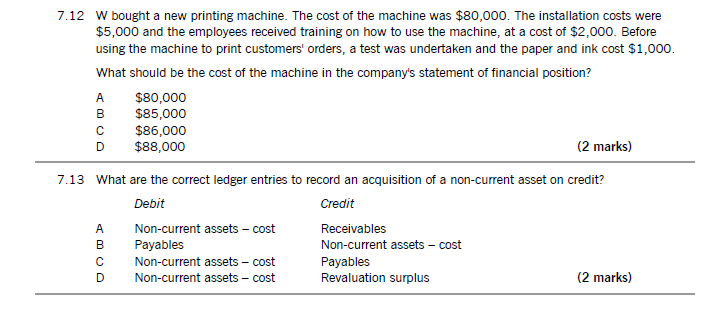 7.12 W bought a new printing machine. The cost of the machine was $80,000. The installation costs were
$5,000 and the employees received training on how to use the machine, at a cost of $2,000. Before
using the machine to print customers' orders, a test was undertaken and the paper and ink cost $1,000.
What should be the cost of the machine in the company's statement of financial position?
A $80,000
B $85,000
C $86,000
D $88,000 (2 marks)
7.13 What are the correct ledger entries to record an acquisition of a non-current asset on credit?
Debit Credit
A Non-current assets – cost Receivables
B Payables Non-current assets – cost
C Non-current assets – cost Payables
D Non-current assets – cost Revaluation surplus (2 marks)